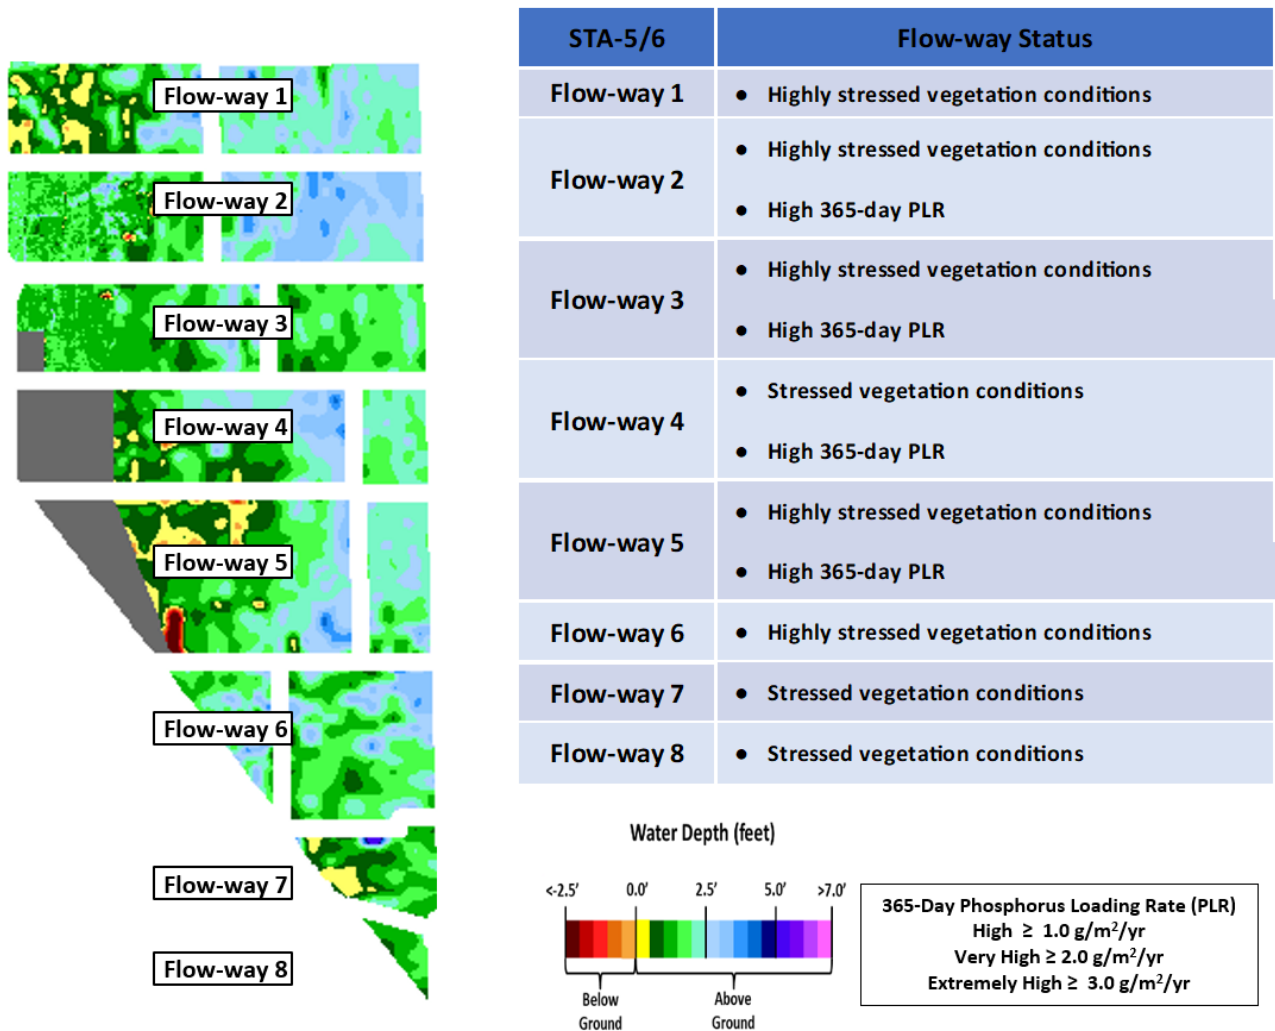 Flow-way 1
Flow-way 2
Flow-way 3
Flow-way 4
Flow-way 5
Flow-way 6
Flow-way 7
Flow-way 8
STA-5/6 Flow-way Status
Flow-way 1 ● Highly stressed vegetation conditions
Flow-way 2 ● Highly stressed vegetation conditions
● High 365-day PLR
Flow-way 3 ● Highly stressed vegetation conditions
● High 365-day PLR
Flow-way 4 ● Stressed vegetation conditions
● High 365-day PLR
Flow-way 5 ● Highly stressed vegetation conditions
● High 365-day PLR
Flow-way 6 ● Highly stressed vegetation conditions
Flow-way 7 ● Stressed vegetation conditions
Flow-way 8 ● Stressed vegetation conditions
Water Depth (feet)
<-2.5' 0.0' 2.5' 5.0' >7.0'
Below Ground
Above Ground
365-Day Phosphorus Loading Rate (PLR)
High ≥ 1.0 g/m²/yr
Very High ≥ 2.0 g/m²/yr
Extremely High ≥ 3.0 g/m²/yr